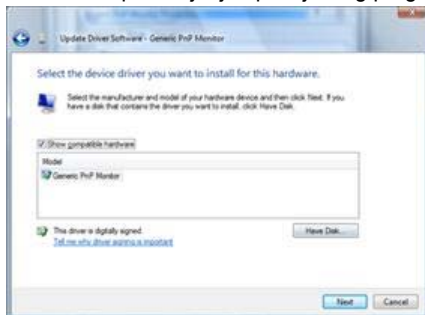 Update Driver Software - Generic PnP Monitor
Select the device driver you want to install for this hardware.
Select the manufacturer and model of your hardware device and then click Next. If you
have a disk that contains the driver you want to install, click Have Disk.
Show compatible hardware
Model
Generic PnP Monitor
This driver is digitally signed.
Have Disk...
Tell me why driver signing is important
Next
Cancel